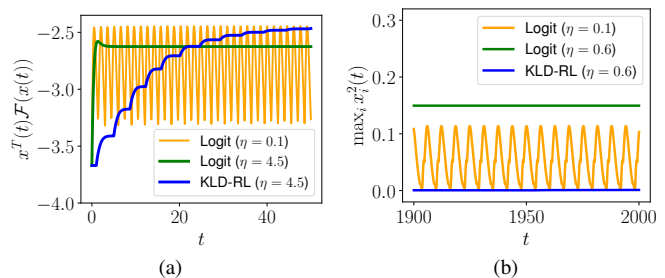 −2.5
−3.0
−3.5
−4.0
x^T(t)F(x(t))
Logit (η = 0.1)
Logit (η = 4.5)
KLD-RL (η = 4.5)
0
20
40
t
(a)
0.3
0.2
0.1
0.0
max_i x_i^2(t)
Logit (η = 0.1)
Logit (η = 0.6)
KLD-RL (η = 0.6)
1900
1950
2000
t
(b)